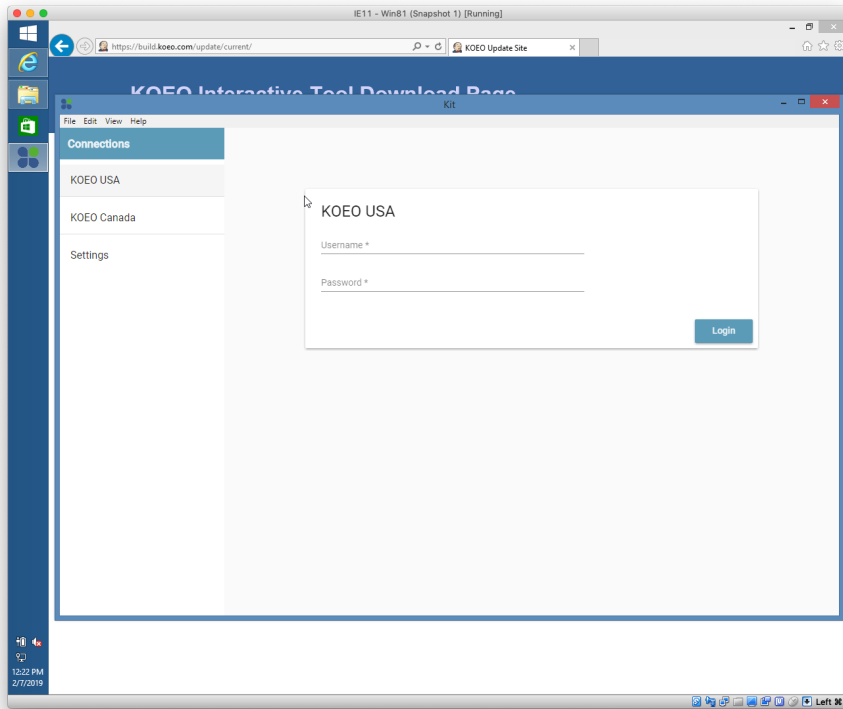 IE11 - Win81 (Snapshot 1) [Running]
https://build.koeo.com/update/current/
KOEO Update Site
KOEO Interactive Tool Download Page
Kit
File Edit View Help
Connections
KOEO USA
KOEO Canada
Settings
KOEO USA
Username *
Password *
Login
12:22 PM
2/7/2019
Left ⌘